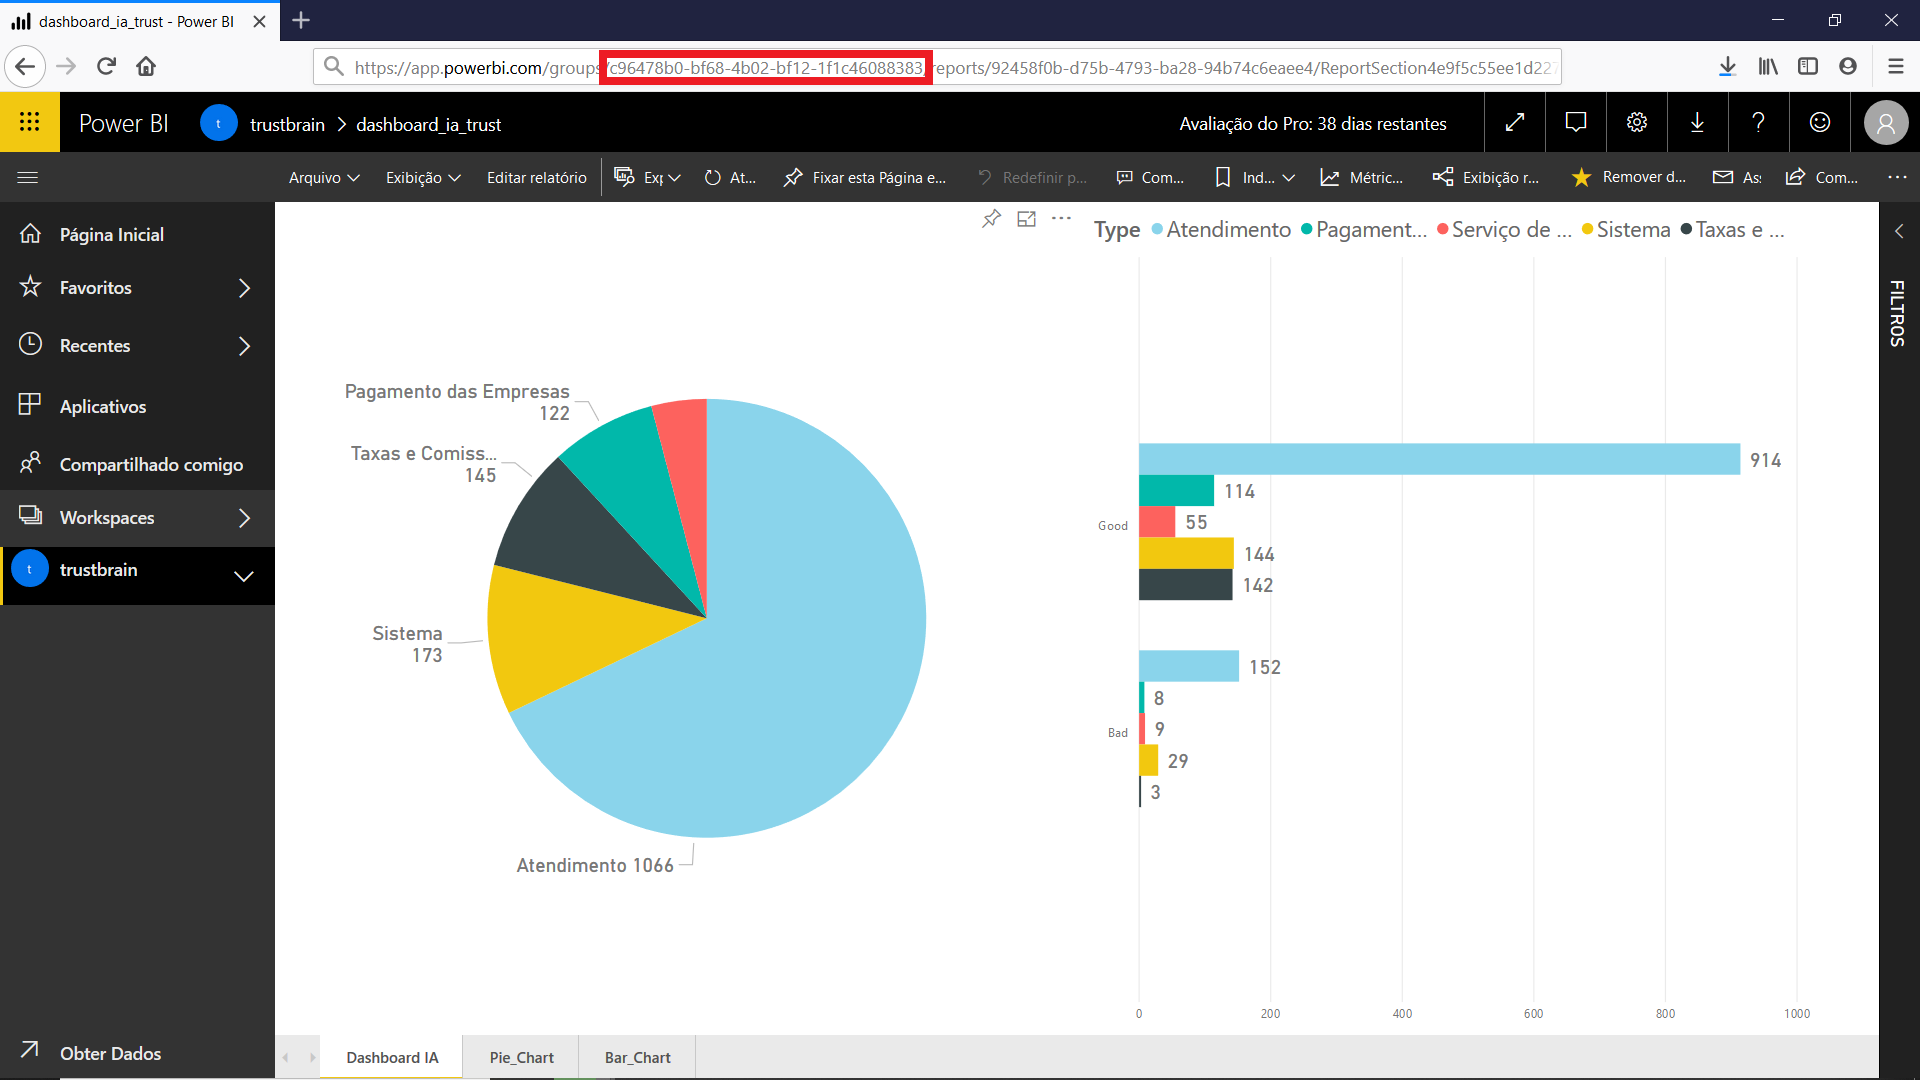 dashboard_ia_trust - Power BI
https://app.powerbi.com/groups/c96478b0-bf68-4b02-bf12-1f1c46088383/reports/92458f0b-d75b-4793-ba28-94b74c6eaee4/ReportSection4e9f5c55ee1d227
Power BI
t
trustbrain > dashboard_ia_trust
Avaliação do Pro: 38 dias restantes
?
Arquivo
Exibição
Editar relatório
Exp
At...
Fixar esta Página e...
Redefinir p...
Com...
Ind...
Métric...
Exibição r...
Remover d...
As
Com...
Página Inicial
Favoritos
Recentes
Aplicativos
Compartilhado comigo
Workspaces
t
trustbrain
Obter Dados
Pagamento das Empresas
122
Taxas e Comiss...
145
Sistema
173
Atendimento 1066
Type Atendimento Pagament... Serviço de ... Sistema Taxas e ...
Good
914
114
55
144
142
Bad
152
8
9
29
3
0 200 400 600 800 1000
FILTROS
Dashboard IA
Pie_Chart
Bar_Chart